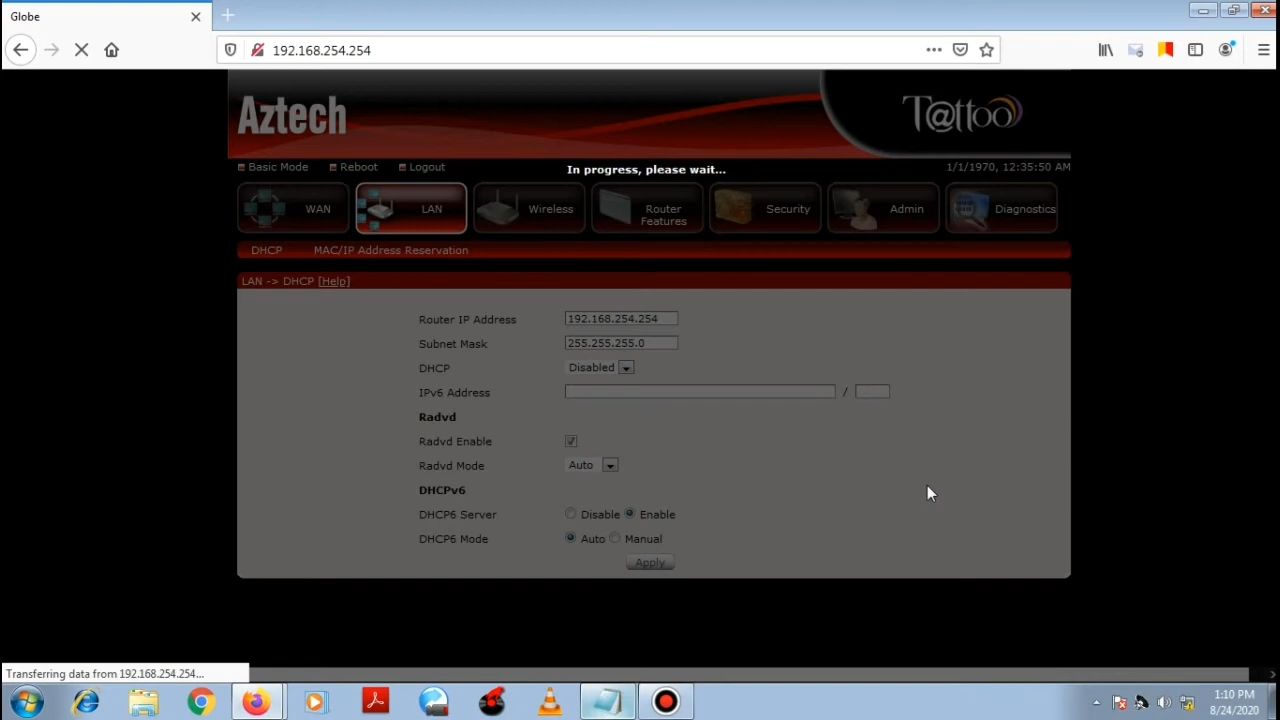 Globe
192.168.254.254
Aztech
T@ttoo
Basic Mode Reboot Logout In progress, please wait... 1/1/1970, 12:35:50 AM
WAN LAN Wireless Router Features Security Admin Diagnostics
DHCP MAC/IP Address Reservation
LAN -> DHCP [Help]
Router IP Address 192.168.254.254
Subnet Mask 255.255.255.0
DHCP Disabled
IPv6 Address /
Radvd
Radvd Enable
Radvd Mode Auto
DHCPv6
DHCP6 Server Disable Enable
DHCP6 Mode Auto Manual
Apply
Transferring data from 192.168.254.254...
1:10 PM
8/24/2020